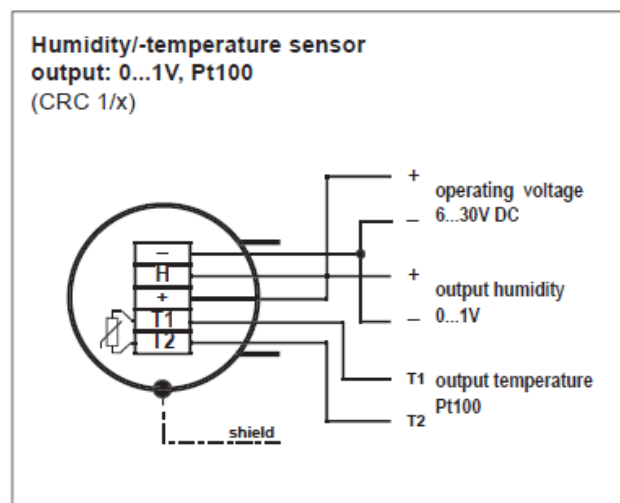 Humidity/-temperature sensor
output: 0...1V, Pt100
(CRC 1/x)
+
operating voltage
– 6...30V DC
–
H
+
T1
T2
+
output humidity
– 0...1V
T1 output temperature
Pt100
T2
shield